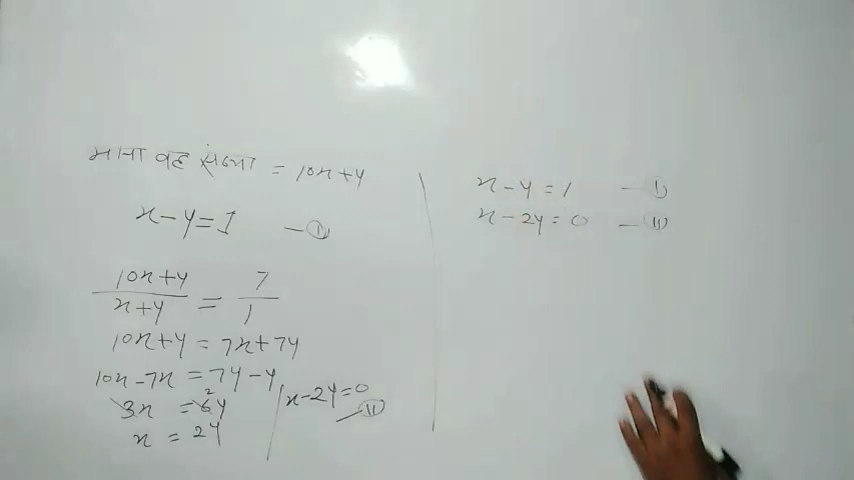 माना वह संख्या = 10x+y
x-y=1 — (I)
10x+y / x+y = 7 / 1
10x+y = 7x+7y
10x-7x = 7y-y
3x = 6y 2
x = 2y
x-2y=0 — (II)
x-y=1 — (I)
x-2y=0 — (II)